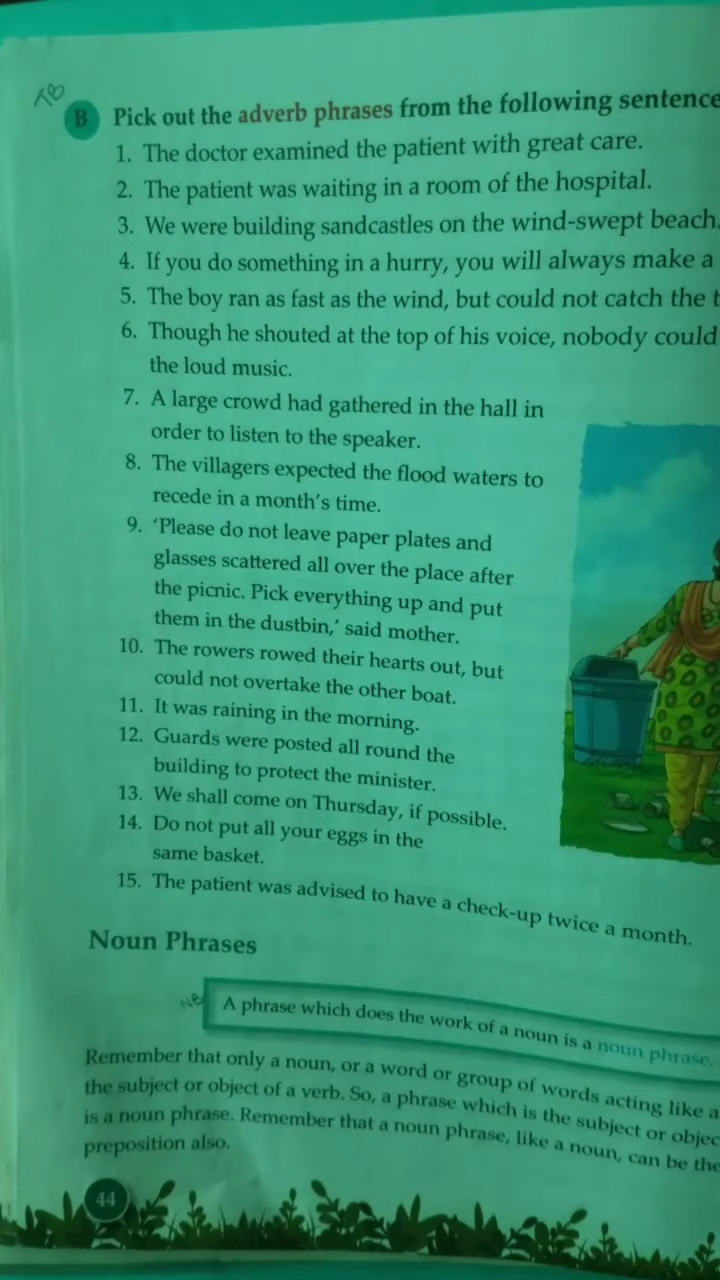 TB
B Pick out the adverb phrases from the following sentence
1. The doctor examined the patient with great care.
2. The patient was waiting in a room of the hospital.
3. We were building sandcastles on the wind-swept beach.
4. If you do something in a hurry, you will always make a
5. The boy ran as fast as the wind, but could not catch the t
6. Though he shouted at the top of his voice, nobody could
the loud music.
7. A large crowd had gathered in the hall in
order to listen to the speaker.
8. The villagers expected the flood waters to
recede in a month's time.
9. 'Please do not leave paper plates and
glasses scattered all over the place after
the picnic. Pick everything up and put
them in the dustbin,' said mother.
10. The rowers rowed their hearts out, but
could not overtake the other boat.
11. It was raining in the morning.
12. Guards were posted all round the
building to protect the minister.
13. We shall come on Thursday, if possible.
14. Do not put all your eggs in the
same basket.
15. The patient was advised to have a check-up twice a month.
Noun Phrases
NB
A phrase which does the work of a noun is a noun phrase.
Remember that only a noun, or a word or group of words acting like a
the subject or object of a verb. So, a phrase which is the subject or objec
is a noun phrase. Remember that a noun phrase, like a noun, can be the
preposition also.
44